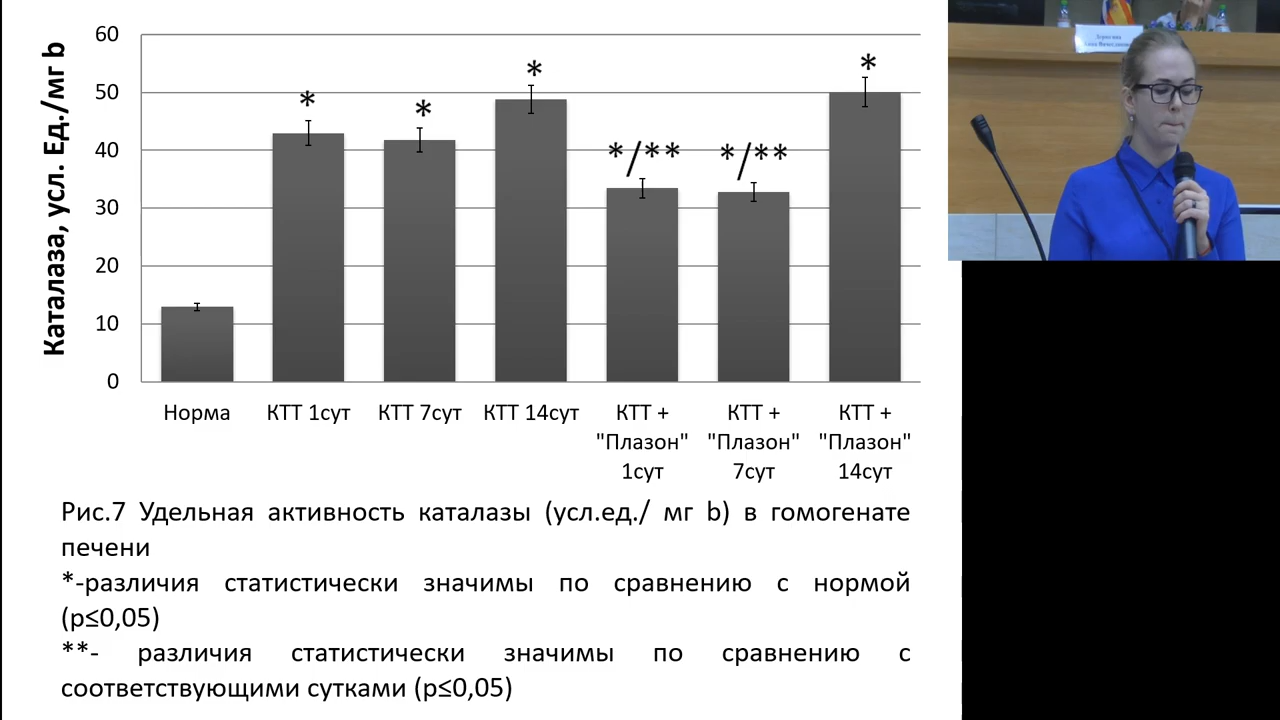 Каталаза, усл. Ед./мг b
60
50
40
30
20
10
0
*
*
*
*/**
*/**
*
Норма
КТТ 1сут
КТТ 7сут
КТТ 14сут
КТТ +
"Плазон"
1сут
КТТ +
"Плазон"
7сут
КТТ +
"Плазон"
14сут
Рис.7 Удельная активность каталазы (усл.ед./ мг b) в гомогенате
печени
*-различия статистически значимы по сравнению с нормой
(p≤0,05)
**- различия статистически значимы по сравнению с
соответствующими сутками (p≤0,05)